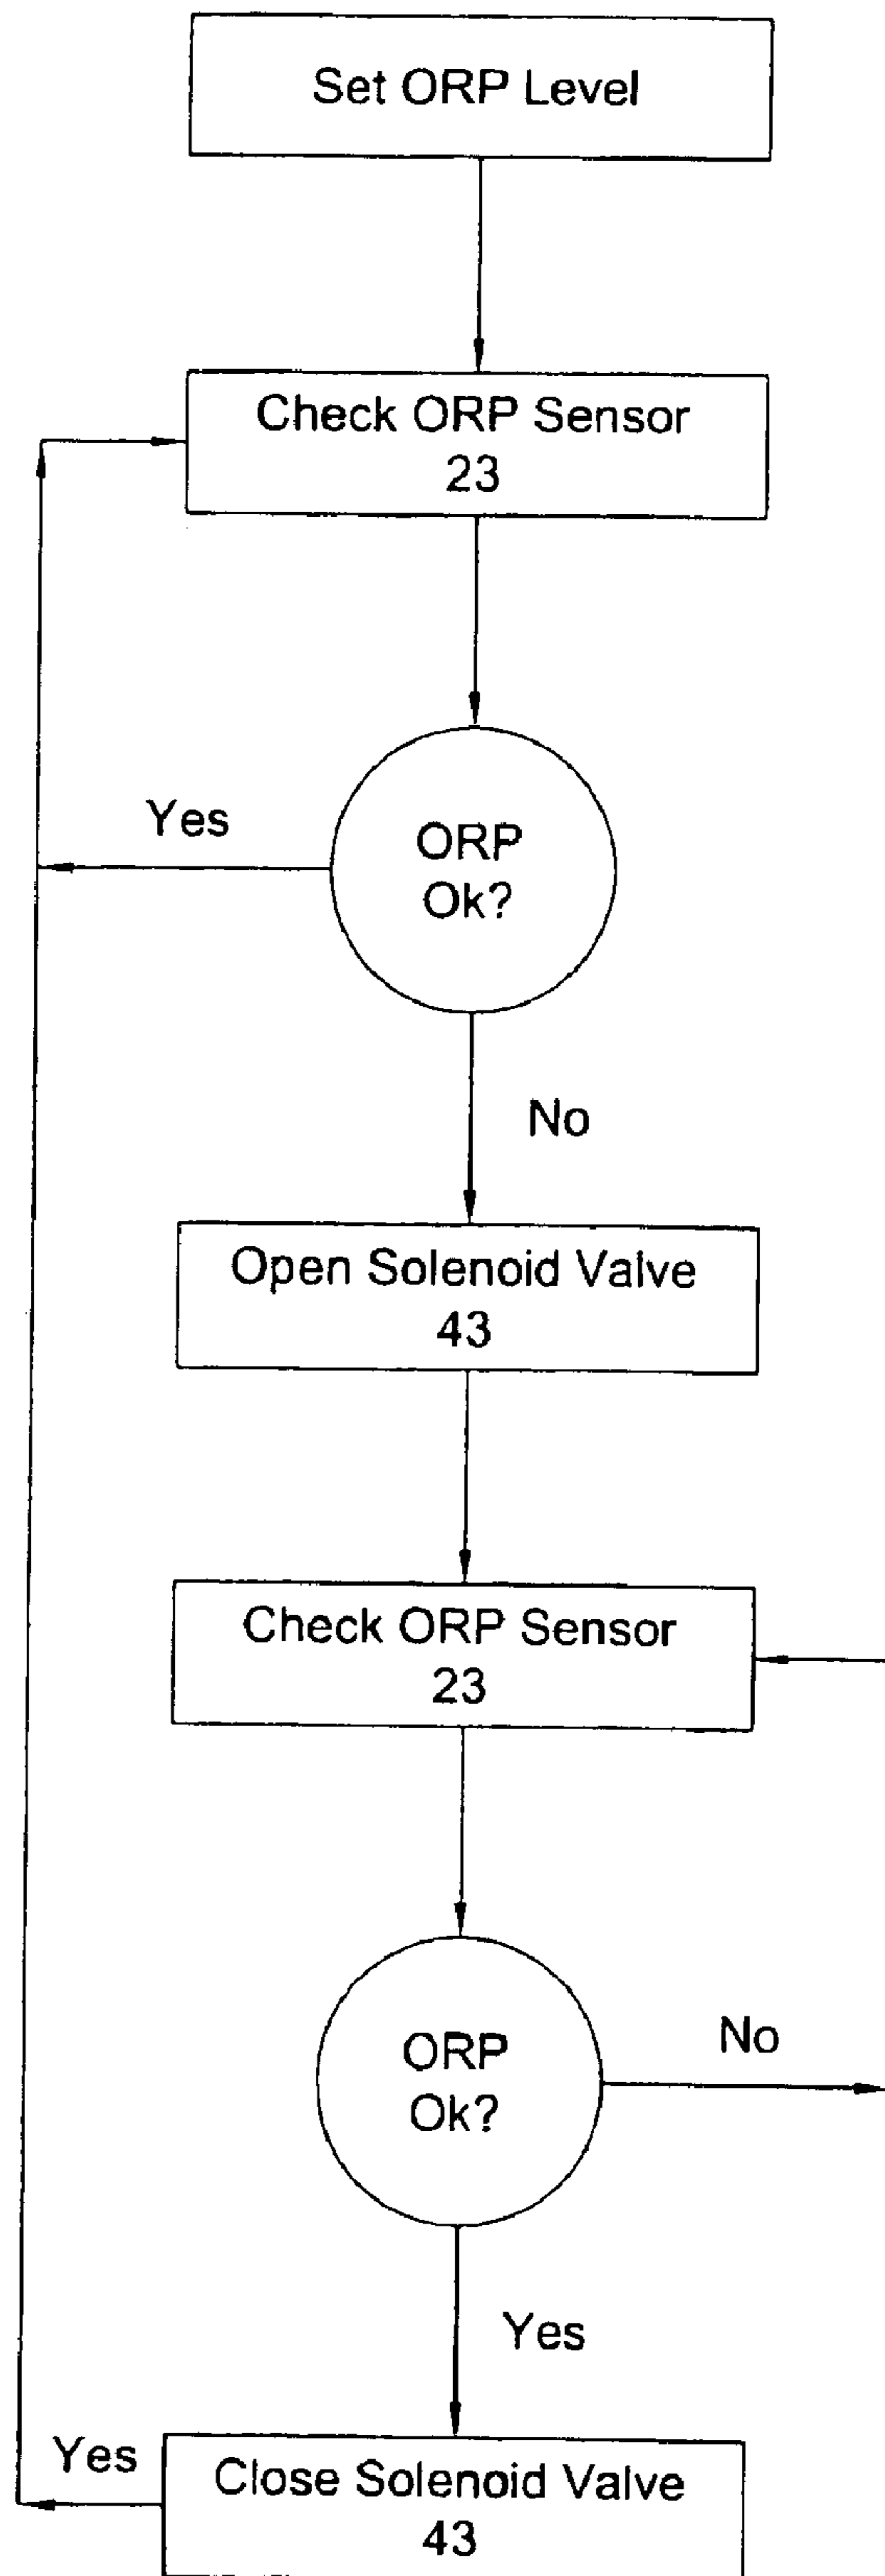 Set ORP Level
Check ORP Sensor
23
Yes
ORP
Ok?
No
Open Solenoid Valve
43
Check ORP Sensor
23
ORP
Ok?
No
Yes
Yes
Close Solenoid Valve
43